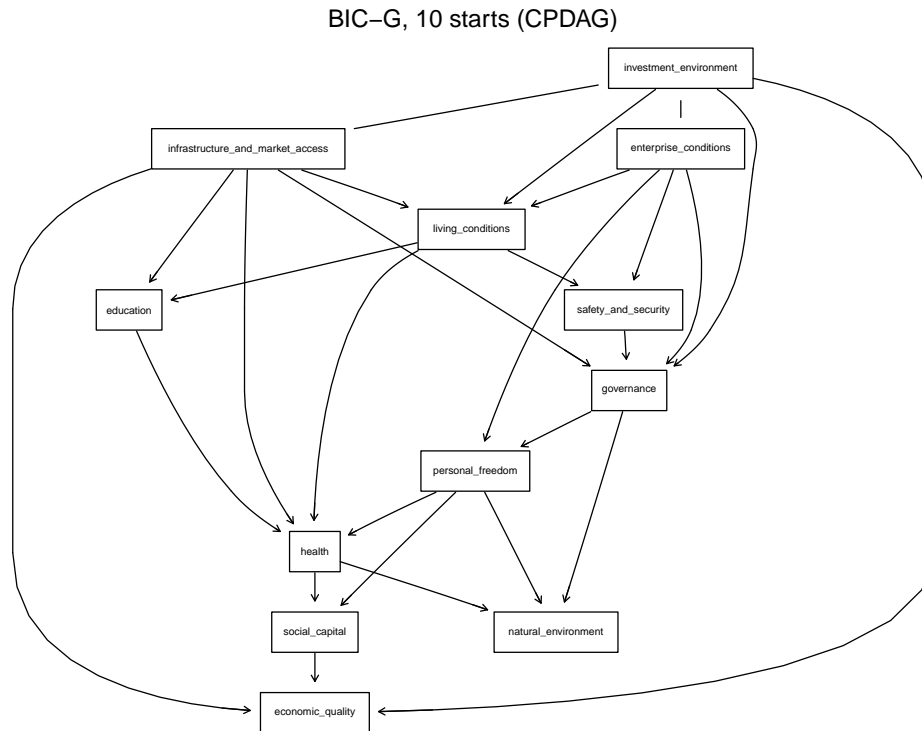 BIC–G, 10 starts (CPDAG)
investment_environment
infrastructure_and_market_access
enterprise_conditions
living_conditions
education
safety_and_security
governance
personal_freedom
health
social_capital
natural_environment
economic_quality